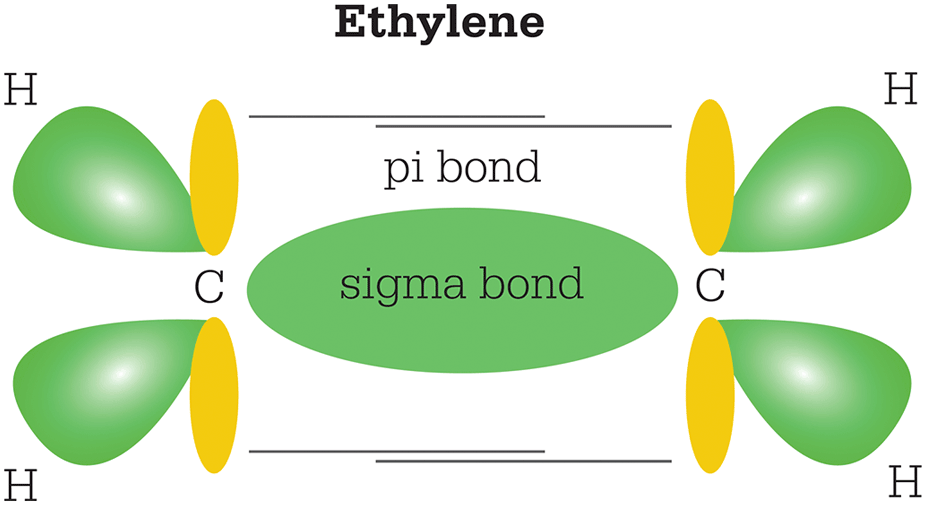 Ethylene
H H
pi bond
C sigma bond C
H H